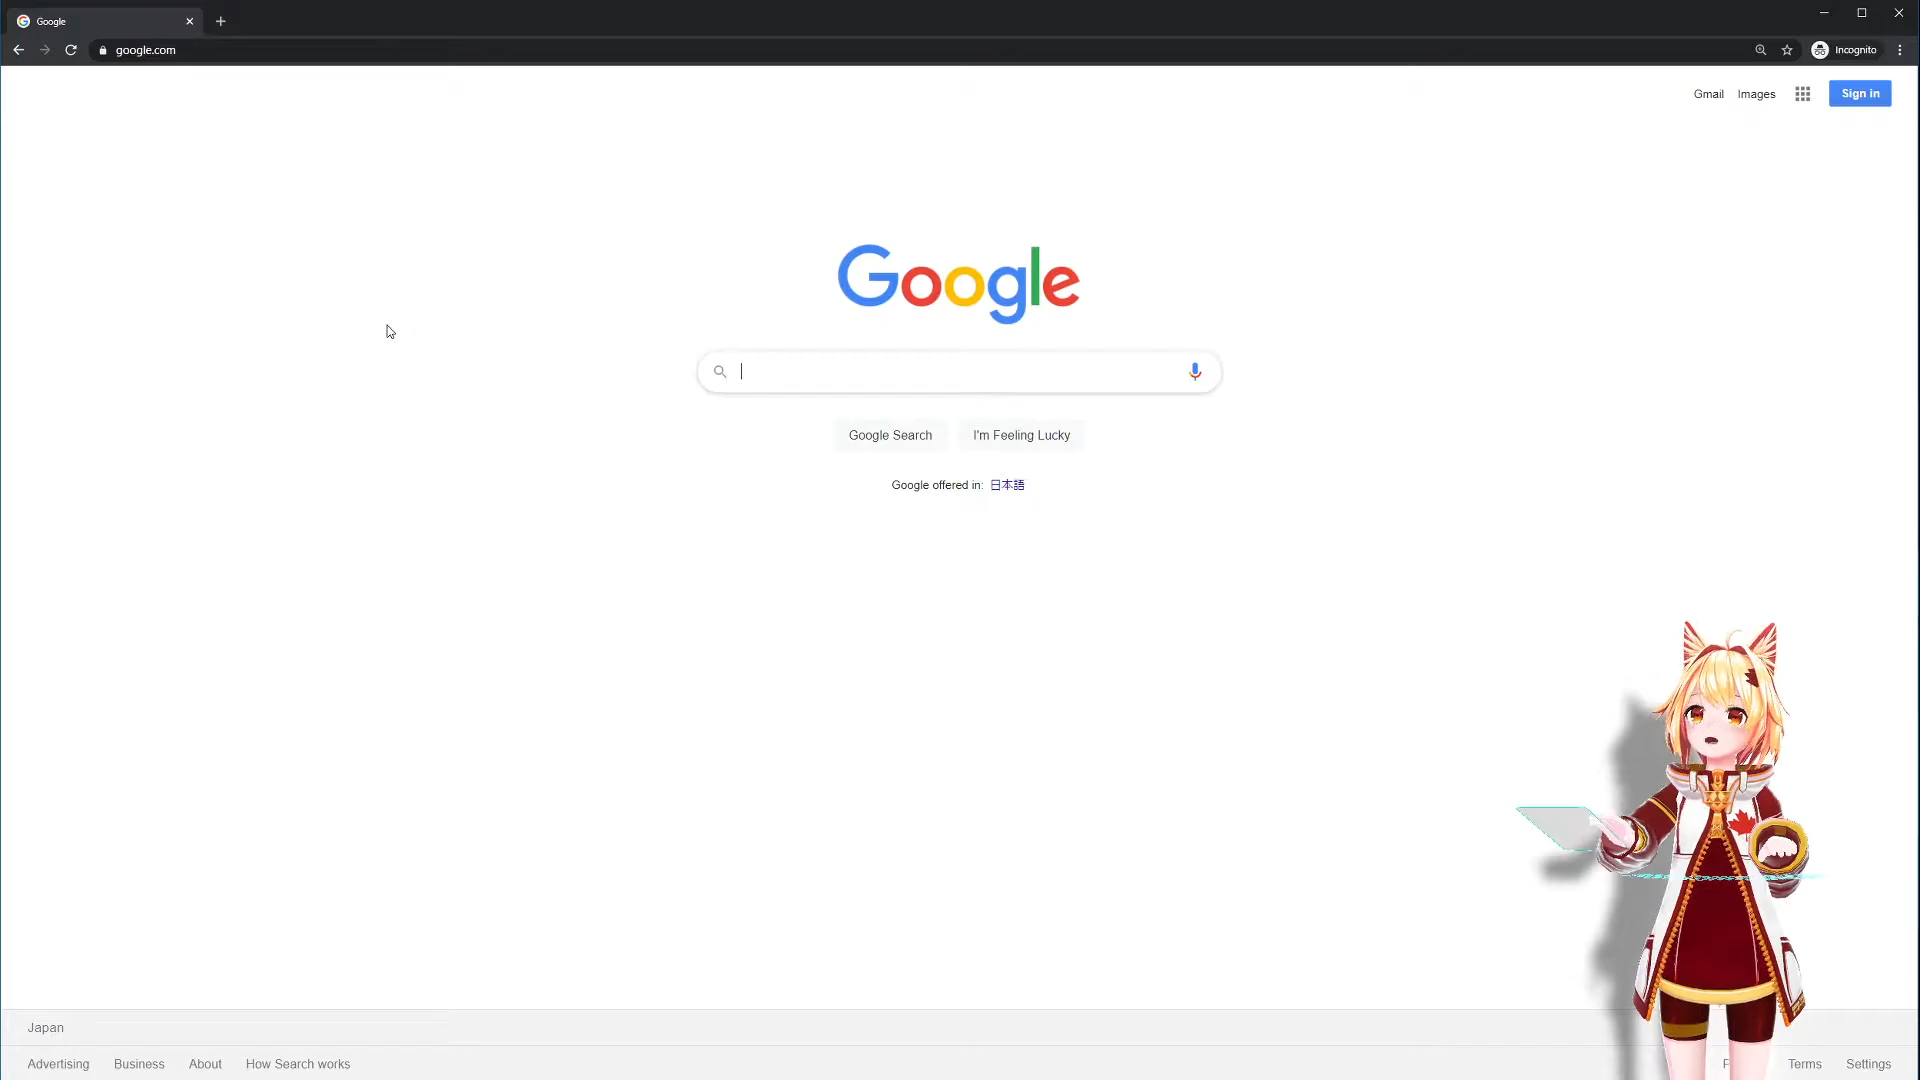 Google
google.com
Incognito
Gmail Images Sign in
Google
Google Search I'm Feeling Lucky
Google offered in: 日本語
Japan
Advertising Business About How Search works Terms Settings